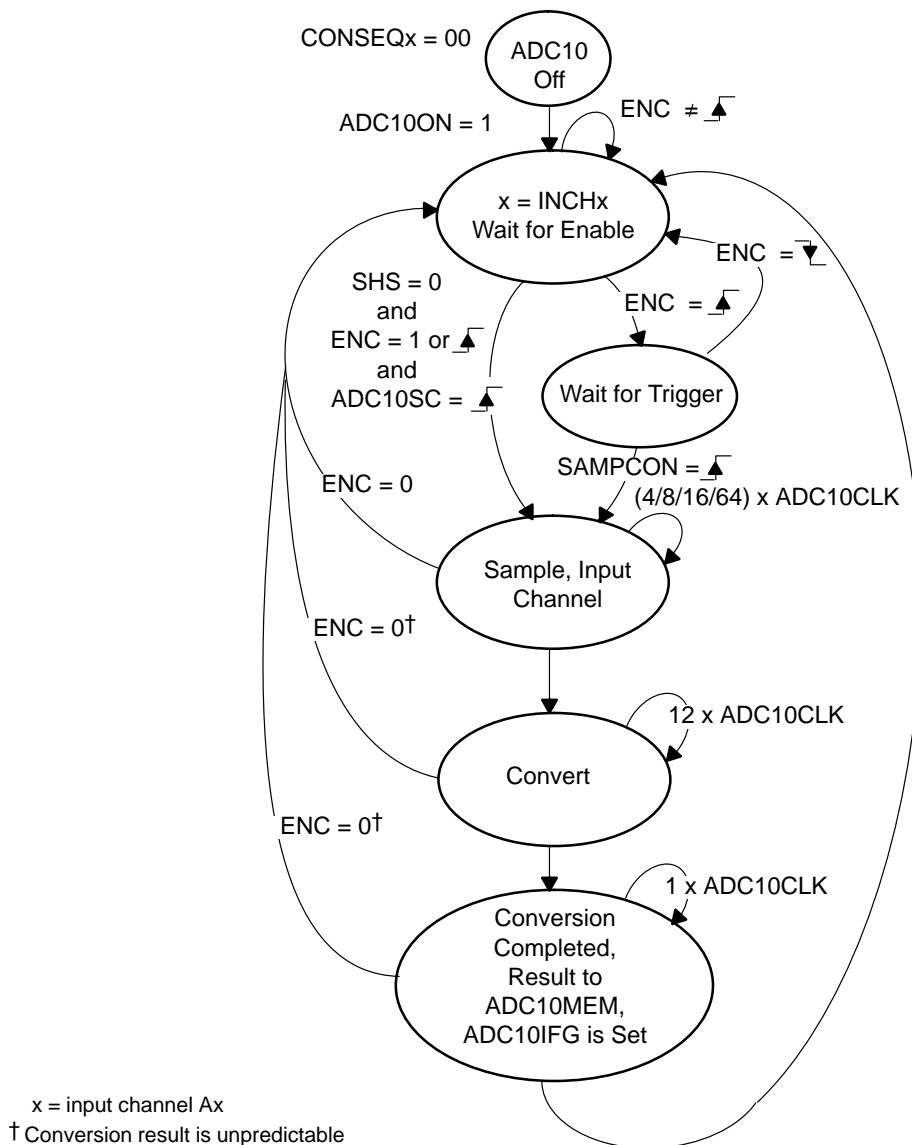 CONSEQx = 00
ADC10
Off
ADC10ON = 1
ENC ≠
x = INCHx
Wait for Enable
ENC =
SHS = 0
and
ENC = 1 or
and
ADC10SC =
ENC =
Wait for Trigger
SAMPCON =
(4/8/16/64) x ADC10CLK
ENC = 0
Sample, Input
Channel
ENC = 0†
12 x ADC10CLK
Convert
ENC = 0†
1 x ADC10CLK
Conversion
Completed,
Result to
ADC10MEM,
ADC10IFG is Set
x = input channel Ax
† Conversion result is unpredictable